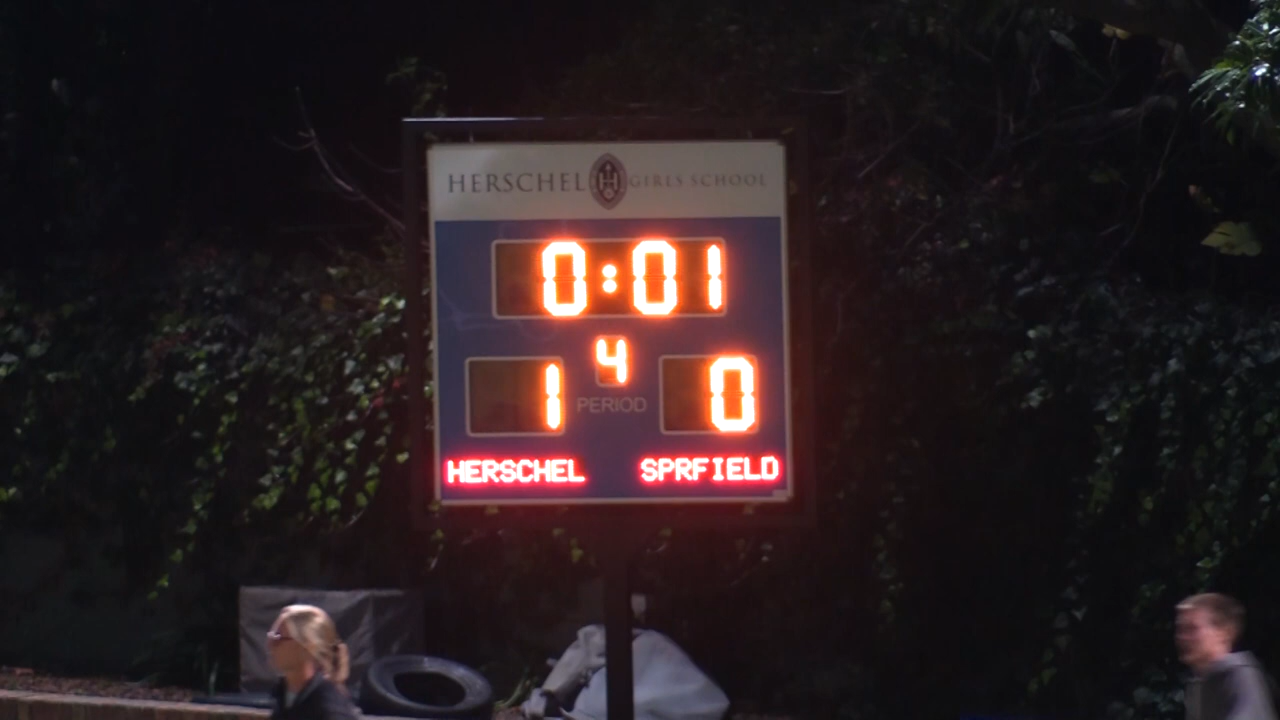 HERSCHEL H GIRLS SCHOOL
0:01
4
1 0
PERIOD
HERSCHEL SPRFIELD